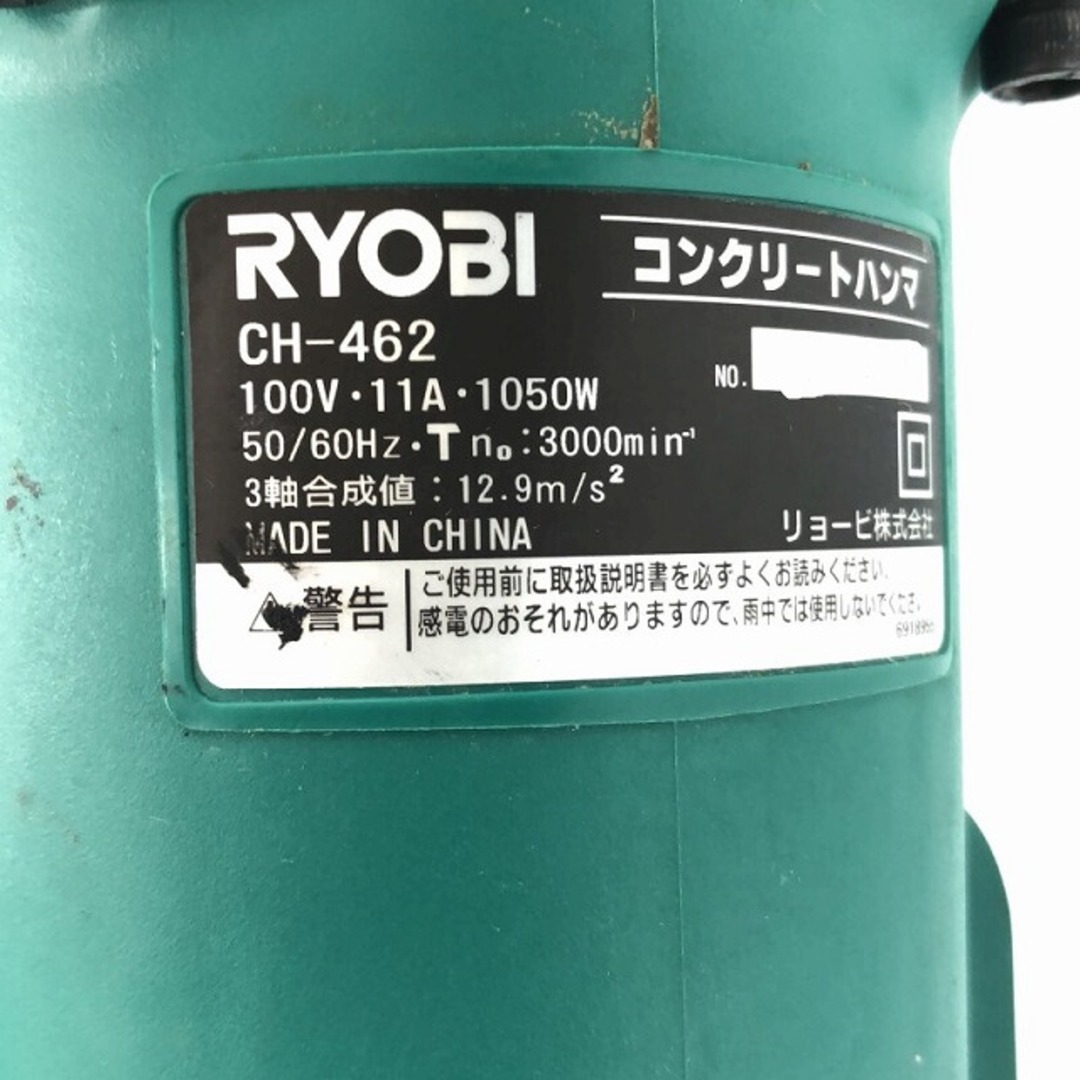 RYOBI
コンクリートハンマ
CH-462
NO.
100V・11A・1050W
50/60Hz・T n₀:3000min⁻¹
3軸合成値:12.9m/s²
MADE IN CHINA
リョービ株式会社
警告
ご使用前に取扱説明書を必ずよくお読みください。
感電のおそれがありますので、雨中では使用しないでください。